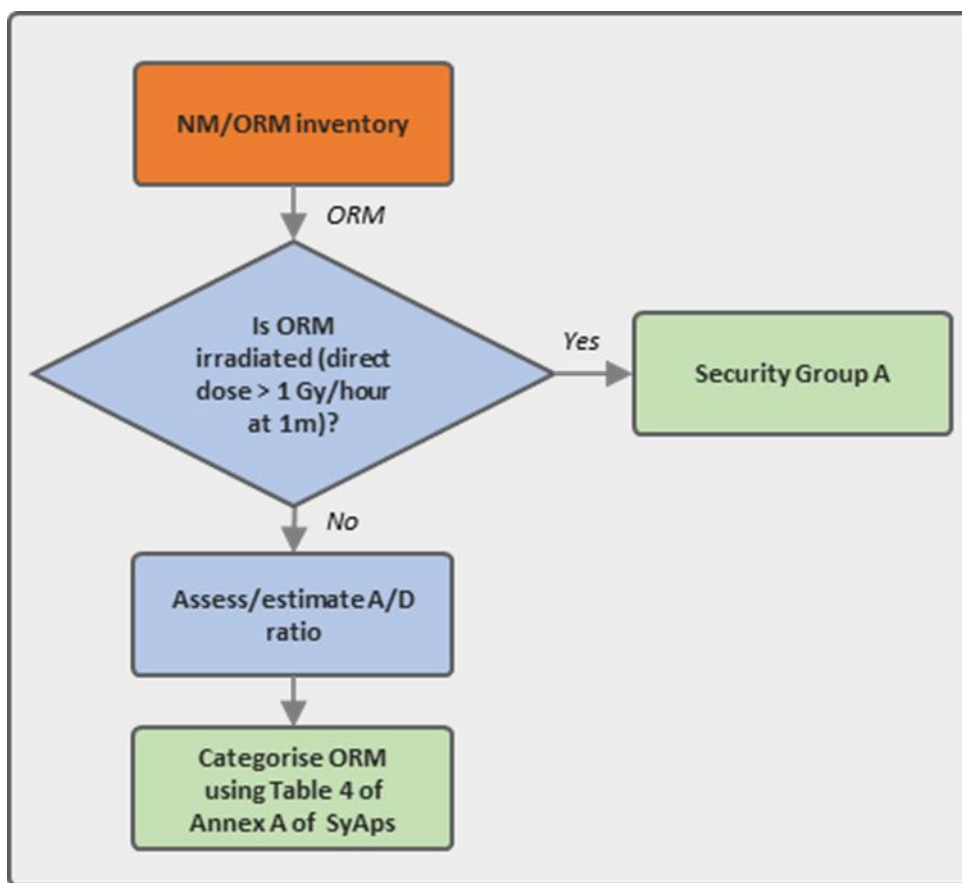 NM/ORM inventory
ORM
Is ORM
irradiated (direct
dose > 1 Gy/hour
at 1m)?
Yes
Security Group A
No
Assess/estimate A/D
ratio
Categorise ORM
using Table 4 of
Annex A of SyAps